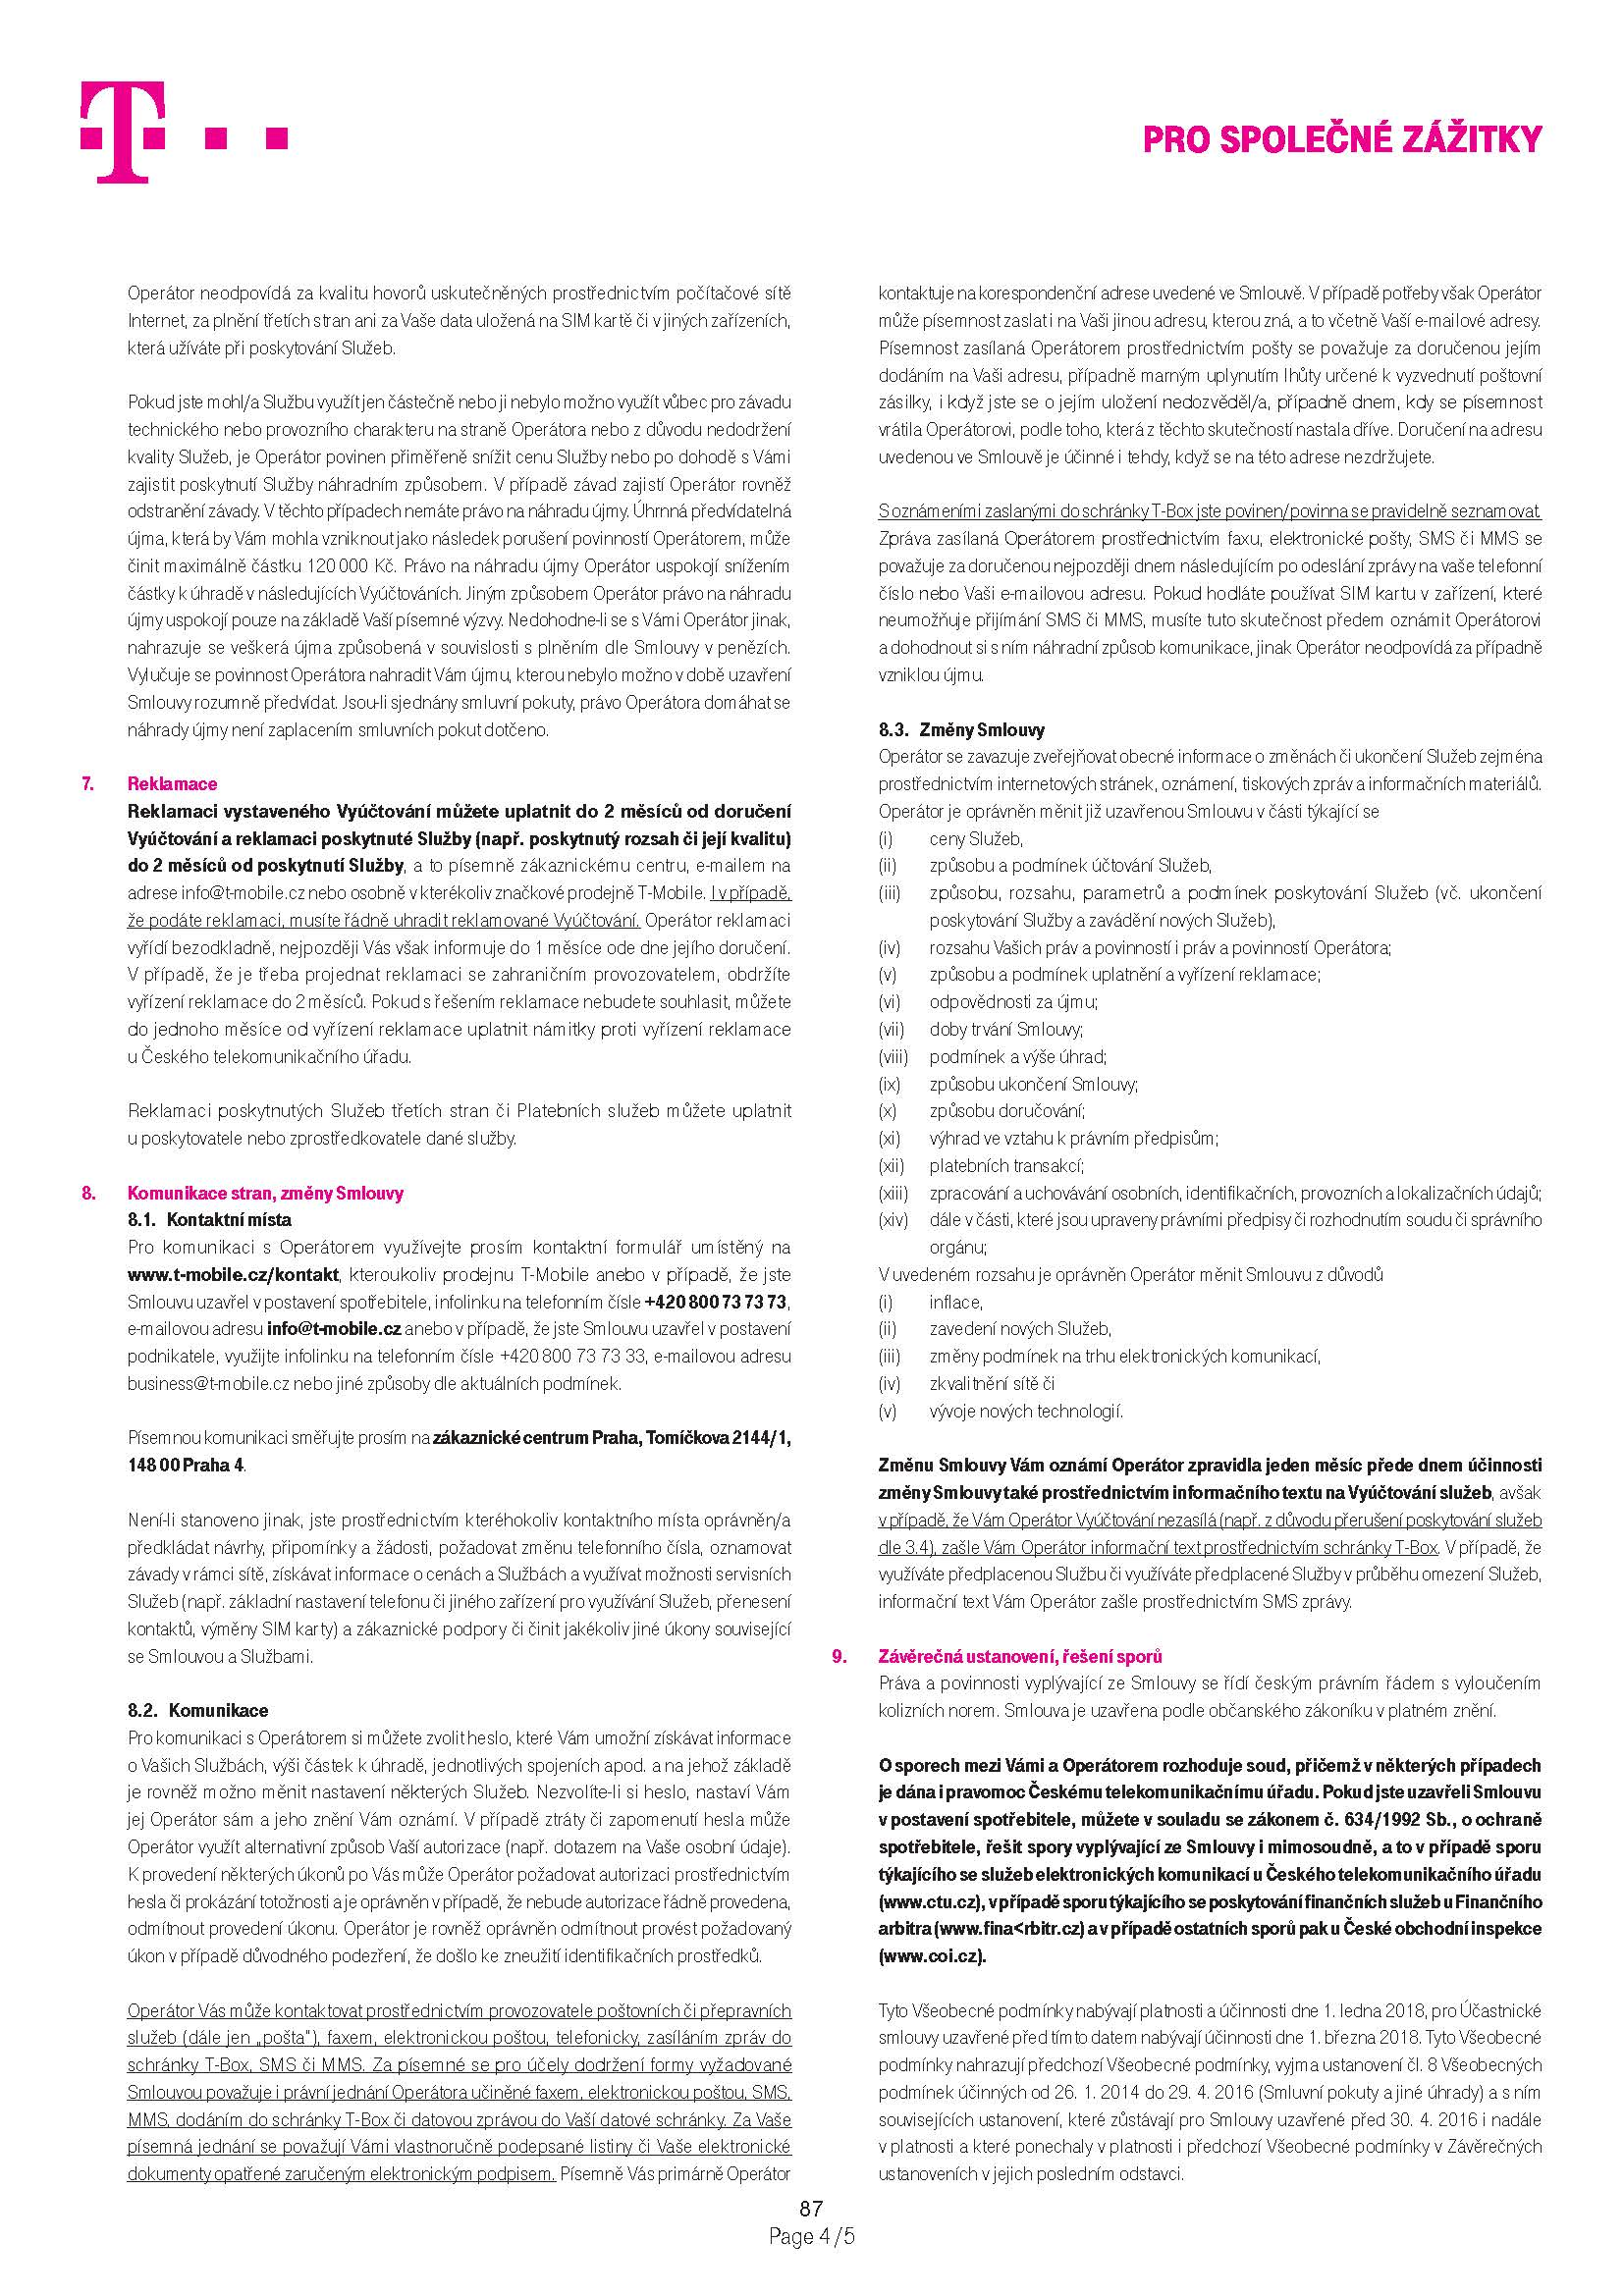 T
PRO SPOLEČNÉ ZÁŽITKY
Operátor neodpovídá za kvalitu hovorů uskutečněných prostřednictvím počítačové sítě
Internet, za plnění třetích stran ani za Vaše data uložená na SIM kartě či v jiných zařízeních,
která užíváte při poskytování Služeb.
Pokud jste mohl/a Službu využít jen částečně nebo ji nebylo možno využít vůbec pro závadu
technického nebo provozního charakteru na straně Operátora nebo z důvodu nedodržení
kvality Služeb, je Operátor povinen přiměřeně snížit cenu Služby nebo po dohodě s Vámi
zajistit poskytnutí Služby náhradním způsobem. V případě závad zajistí Operátor rovněž
odstranění závady. V těchto případech nemáte právo na náhradu újmy. Úhrnná předvídatelná
újma, která by Vám mohla vzniknout jako následek porušení povinností Operátorem, může
činit maximálně částku 120 000 Kč. Právo na náhradu újmy Operátor uspokojí snížením
částky k úhradě v následujících Vyúčtováních. Jiným způsobem Operátor právo na náhradu
újmy uspokojí pouze na základě Vaší písemné výzvy. Nedohodne-li se s Vámi Operátor jinak,
nahrazuje se veškerá újma způsobená v souvislosti s plněním dle Smlouvy v penězích.
Vylučuje se povinnost Operátora nahradit Vám újmu, kterou nebylo možno v době uzavření
Smlouvy rozumně předvídat. Jsou-li sjednány smluvní pokuty, právo Operátora domáhat se
náhrady újmy není zaplacením smluvních pokut dotčeno.
7. Reklamace
Reklamaci vystaveného Vyúčtování můžete uplatnit do 2 měsíců od doručení
Vyúčtování a reklamaci poskytnuté Služby (např. poskytnutý rozsah či její kvalitu)
do 2 měsíců od poskytnutí Služby, a to písemně zákaznickému centru, e-mailem na
adrese info@t-mobile.cz nebo osobně v kterékoliv značkové prodejně T-Mobile. I v případě,
že podáte reklamaci, musíte řádně uhradit reklamované Vyúčtování. Operátor reklamaci
vyřídí bezodkladně, nejpozději Vás však informuje do 1 měsíce ode dne jejího doručení.
V případě, že je třeba projednat reklamaci se zahraničním provozovatelem, obdržíte
vyřízení reklamace do 2 měsíců. Pokud s řešením reklamace nebudete souhlasit, můžete
do jednoho měsíce od vyřízení reklamace uplatnit námitky proti vyřízení reklamace
u Českého telekomunikačního úřadu.
Reklamaci poskytnutých Služeb třetích stran či Platebních služeb můžete uplatnit
u poskytovatele nebo zprostředkovatele dané služby.
8. Komunikace stran, změny Smlouvy
8.1. Kontaktní místa
Pro komunikaci s Operátorem využívejte prosím kontaktní formulář umístěný na
www.t-mobile.cz/kontakt, kteroukoliv prodejnu T-Mobile anebo v případě, že jste
Smlouvu uzavřel v postavení spotřebitele, infolinku na telefonním čísle +420 800 73 73 73,
e-mailovou adresu info@t-mobile.cz anebo v případě, že jste Smlouvu uzavřel v postavení
podnikatele, využijte infolinku na telefonním čísle +420 800 73 73 33, e-mailovou adresu
business@t-mobile.cz nebo jiné způsoby dle aktuálních podmínek.
Písemnou komunikaci směřujte prosím na zákaznické centrum Praha, Tomíčkova 2144/1,
148 00 Praha 4.
Není-li stanoveno jinak, jste prostřednictvím kteréhokoliv kontaktního místa oprávněn/a
předkládat návrhy, připomínky a žádosti, požadovat změnu telefonního čísla, oznamovat
závady v rámci sítě, získávat informace o cenách a Službách a využívat možnosti servisních
Služeb (např. základní nastavení telefonu či jiného zařízení pro využívání Služeb, přenesení
kontaktů, výměny SIM karty) a zákaznické podpory či činit jakékoliv jiné úkony související
se Smlouvou a Službami.
8.2. Komunikace
Pro komunikaci s Operátorem si můžete zvolit heslo, které Vám umožní získávat informace
o Vašich Službách, výši částek k úhradě, jednotlivých spojeních apod. a na jehož základě
je rovněž možno měnit nastavení některých Služeb. Nezvolíte-li si heslo, nastaví Vám
jej Operátor sám a jeho znění Vám oznámí. V případě ztráty či zapomenutí hesla může
Operátor využít alternativní způsob Vaší autorizace (např. dotazem na Vaše osobní údaje).
K provedení některých úkonů po Vás může Operátor požadovat autorizaci prostřednictvím
hesla či prokázání totožnosti a je oprávněn v případě, že nebude autorizace řádně provedena,
odmítnout provedení úkonu. Operátor je rovněž oprávněn odmítnout provést požadovaný
úkon v případě důvodného podezření, že došlo ke zneužití identifikačních prostředků.
Operátor Vás může kontaktovat prostřednictvím provozovatele poštovních či přepravních
služeb (dále jen „pošta“), faxem, elektronickou poštou, telefonicky, zasíláním zpráv do
schránky T-Box, SMS či MMS. Za písemné se pro účely dodržení formy vyžadované
Smlouvou považuje i právní jednání Operátora učiněné faxem, elektronickou poštou, SMS,
MMS, dodáním do schránky T-Box či datovou zprávou do Vaší datové schránky. Za Vaše
písemná jednání se považují Vámi vlastnoručně podepsané listiny či Vaše elektronické
dokumenty opatřené zaručeným elektronickým podpisem. Písemně Vás primárně Operátor
kontaktuje na korespondenční adrese uvedené ve Smlouvě. V případě potřeby však Operátor
může písemnost zaslat i na Vaši jinou adresu, kterou zná, a to včetně Vaší e-mailové adresy.
Písemnost zasílaná Operátorem prostřednictvím pošty se považuje za doručenou jejím
dodáním na Vaši adresu, případně marným uplynutím lhůty určené k vyzvednutí poštovní
zásilky, i když jste se o jejím uložení nedozvěděl/a, případně dnem, kdy se písemnost
vrátila Operátorovi, podle toho, která z těchto skutečností nastala dříve. Doručení na adresu
uvedenou ve Smlouvě je účinné i tehdy, když se na této adrese nezdržujete.
S oznámeními zaslanými do schránky T-Box jste povinen/povinna se pravidelně seznamovat.
Zpráva zasílaná Operátorem prostřednictvím faxu, elektronické pošty, SMS či MMS se
považuje za doručenou nejpozději dnem následujícím po odeslání zprávy na vaše telefonní
číslo nebo Vaši e-mailovou adresu. Pokud hodláte používat SIM kartu v zařízení, které
neumožňuje přijímání SMS či MMS, musíte tuto skutečnost předem oznámit Operátorovi
a dohodnout si s ním náhradní způsob komunikace, jinak Operátor neodpovídá za případně
vzniklou újmu.
8.3. Změny Smlouvy
Operátor se zavazuje zveřejňovat obecné informace o změnách či ukončení Služeb zejména
prostřednictvím internetových stránek, oznámení, tiskových zpráv a informačních materiálů.
Operátor je oprávněn měnit již uzavřenou Smlouvu v části týkající se
(i) ceny Služeb,
(ii) způsobu a podmínek účtování Služeb,
(iii) způsobu, rozsahu, parametrů a podmínek poskytování Služeb (vč. ukončení
poskytování Služby a zavádění nových Služeb),
(iv) rozsahu Vašich práv a povinností i práv a povinností Operátora;
(v) způsobu a podmínek uplatnění a vyřízení reklamace;
(vi) odpovědnosti za újmu;
(vii) doby trvání Smlouvy;
(viii) podmínek a výše úhrad;
(ix) způsobu ukončení Smlouvy;
(x) způsobu doručování;
(xi) výhrad ve vztahu k právním předpisům;
(xii) platebních transakcí;
(xiii) zpracování a uchovávání osobních, identifikačních, provozních a lokalizačních údajů;
(xiv) dále v části, které jsou upraveny právními předpisy či rozhodnutím soudu či správního
orgánu;
V uvedeném rozsahu je oprávněn Operátor měnit Smlouvu z důvodů
(i) inflace,
(ii) zavedení nových Služeb,
(iii) změny podmínek na trhu elektronických komunikací,
(iv) zkvalitnění sítě či
(v) vývoje nových technologií.
Změnu Smlouvy Vám oznámí Operátor zpravidla jeden měsíc přede dnem účinnosti
změny Smlouvy také prostřednictvím informačního textu na Vyúčtování služeb, avšak
v případě, že Vám Operátor Vyúčtování nezasílá (např. z důvodu přerušení poskytování služeb
dle 3.4), zašle Vám Operátor informační text prostřednictvím schránky T-Box. V případě, že
využíváte předplacenou Službu či využíváte předplacené Služby v průběhu omezení Služeb,
informační text Vám Operátor zašle prostřednictvím SMS zprávy.
9. Závěrečná ustanovení, řešení sporů
Práva a povinnosti vyplývající ze Smlouvy se řídí českým právním řádem s vyloučením
kolizních norem. Smlouva je uzavřena podle občanského zákoníku v platném znění.
O sporech mezi Vámi a Operátorem rozhoduje soud, přičemž v některých případech
je dána i pravomoc Českému telekomunikačnímu úřadu. Pokud jste uzavřeli Smlouvu
v postavení spotřebitele, můžete v souladu se zákonem č. 634/1992 Sb., o ochraně
spotřebitele, řešit spory vyplývající ze Smlouvy i mimosoudně, a to v případě sporu
týkajícího se služeb elektronických komunikací u Českého telekomunikačního úřadu
(www.ctu.cz), v případě sporu týkajícího se poskytování finančních služeb u Finančního
arbitra (www.fina<rbitr.cz) a v případě ostatních sporů pak u České obchodní inspekce
(www.coi.cz).
Tyto Všeobecné podmínky nabývají platnosti a účinnosti dne 1. ledna 2018, pro Účastnické
smlouvy uzavřené před tímto datem nabývají účinnosti dne 1. března 2018. Tyto Všeobecné
podmínky nahrazují předchozí Všeobecné podmínky, vyjma ustanovení čl. 8 Všeobecných
podmínek účinných od 26. 1. 2014 do 29. 4. 2016 (Smluvní pokuty a jiné úhrady) a s ním
souvisejících ustanovení, které zůstávají pro Smlouvy uzavřené před 30. 4. 2016 i nadále
v platnosti a které ponechaly v platnosti i předchozí Všeobecné podmínky v Závěrečných
ustanoveních v jejich posledním odstavci.
87
Page 4/5